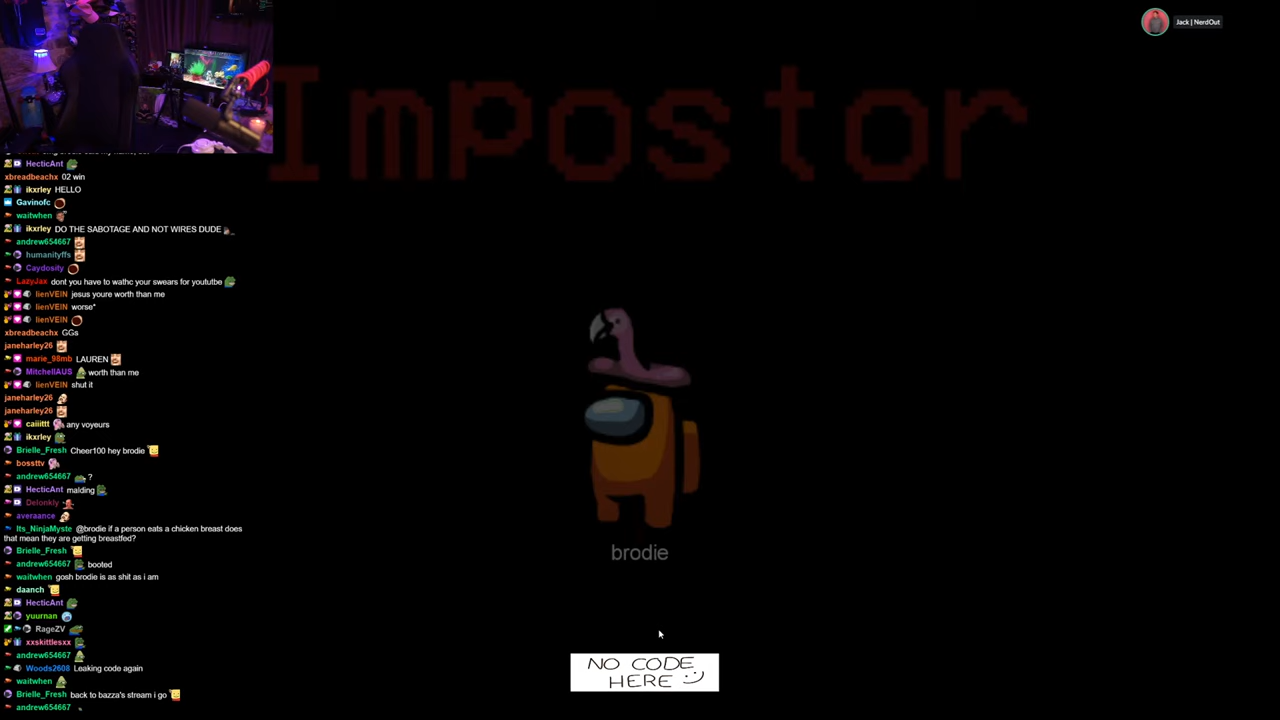 Jack | NerdOut
Impostor
HecticAnt
xbreadbeachx 02 win
ikxrley HELLO
Gavinofc
waitwhen
ikxrley DO THE SABOTAGE AND NOT WIRES DUDE
andrew654667
humanityffs
Caydosity
LazyJax dont you have to wathc your swears for yoututbe
lienVEIN jesus youre worth than me
lienVEIN worse*
lienVEIN
xbreadbeachx GGs
janeharley26
marie_98mb LAUREN
MitchellAUS worth than me
lienVEIN shut it
janeharley26
janeharley26
caiiittt any voyeurs
ikxrley
Brielle_Fresh Cheer100 hey brodie
bossttv
andrew654667 ?
HecticAnt malding
Delonkly
averaance
Its_NinjaMyste @brodie if a person eats a chicken breast does
that mean they are getting breastfed?
Brielle_Fresh
andrew654667 booted
waitwhen gosh brodie is as shit as i am
daanch
HecticAnt
yuurnan
RageZV
xxskittlesxx
andrew654667
Woods2608 Leaking code again
waitwhen
Brielle_Fresh back to bazza's stream i go
andrew654667
brodie
NO CODE
HERE